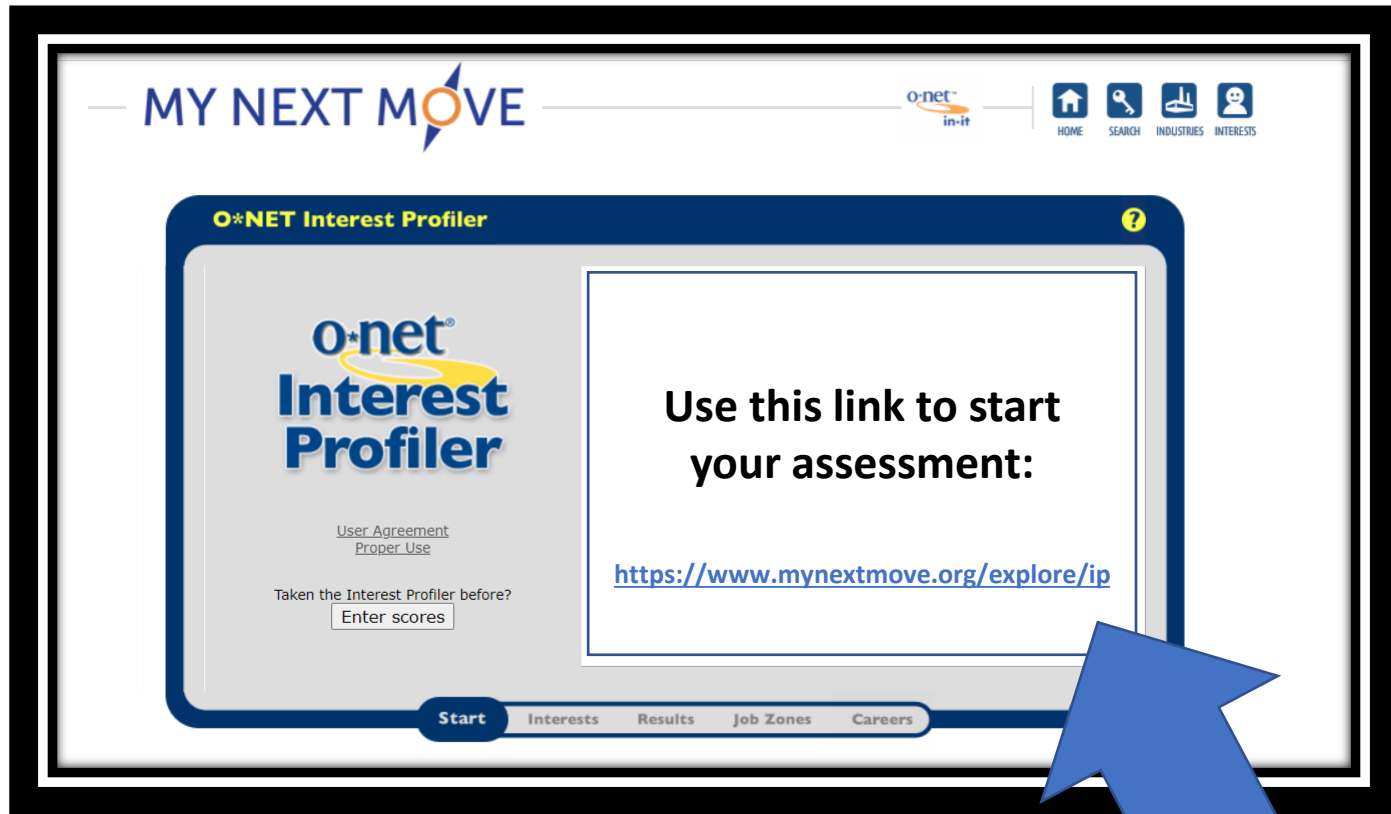 MY NEXT MOVE
o·net™
in-it
HOME SEARCH INDUSTRIES INTERESTS
O*NET Interest Profiler
?
o*net®
Interest
Profiler
Use this link to start
your assessment:
User Agreement
Proper Use
https://www.mynextmove.org/explore/ip
Taken the Interest Profiler before?
Enter scores
Start Interests Results Job Zones Careers